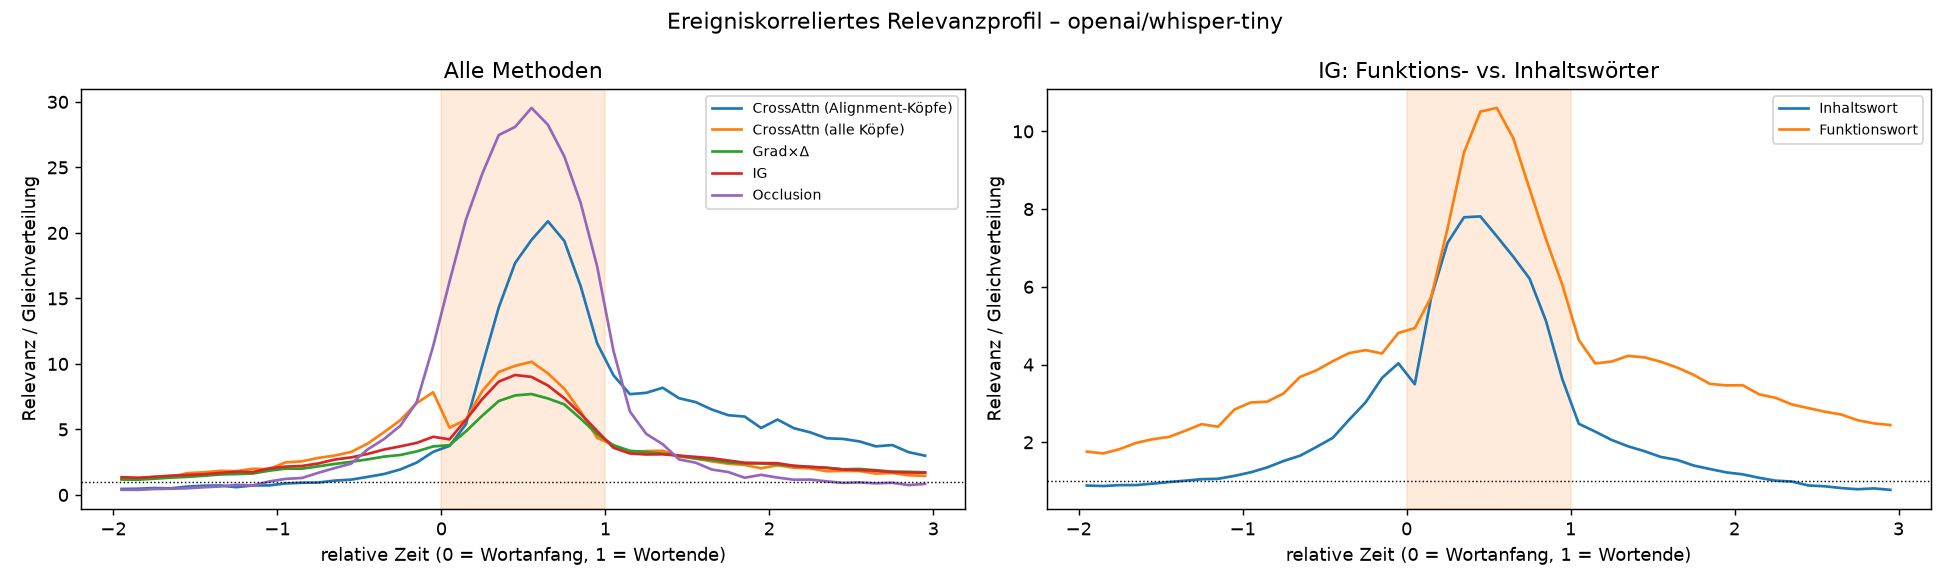 Ereigniskorreliertes Relevanzprofil – openai/whisper-tiny
Alle Methoden
30
25
20
15
10
5
0
Relevanz / Gleichverteilung
CrossAttn (Alignment-Köpfe)
CrossAttn (alle Köpfe)
Grad×Δ
IG
Occlusion
−2
−1
0
1
2
3
relative Zeit (0 = Wortanfang, 1 = Wortende)
IG: Funktions- vs. Inhaltswörter
10
8
6
4
2
Relevanz / Gleichverteilung
Inhaltswort
Funktionswort
−2
−1
0
1
2
3
relative Zeit (0 = Wortanfang, 1 = Wortende)